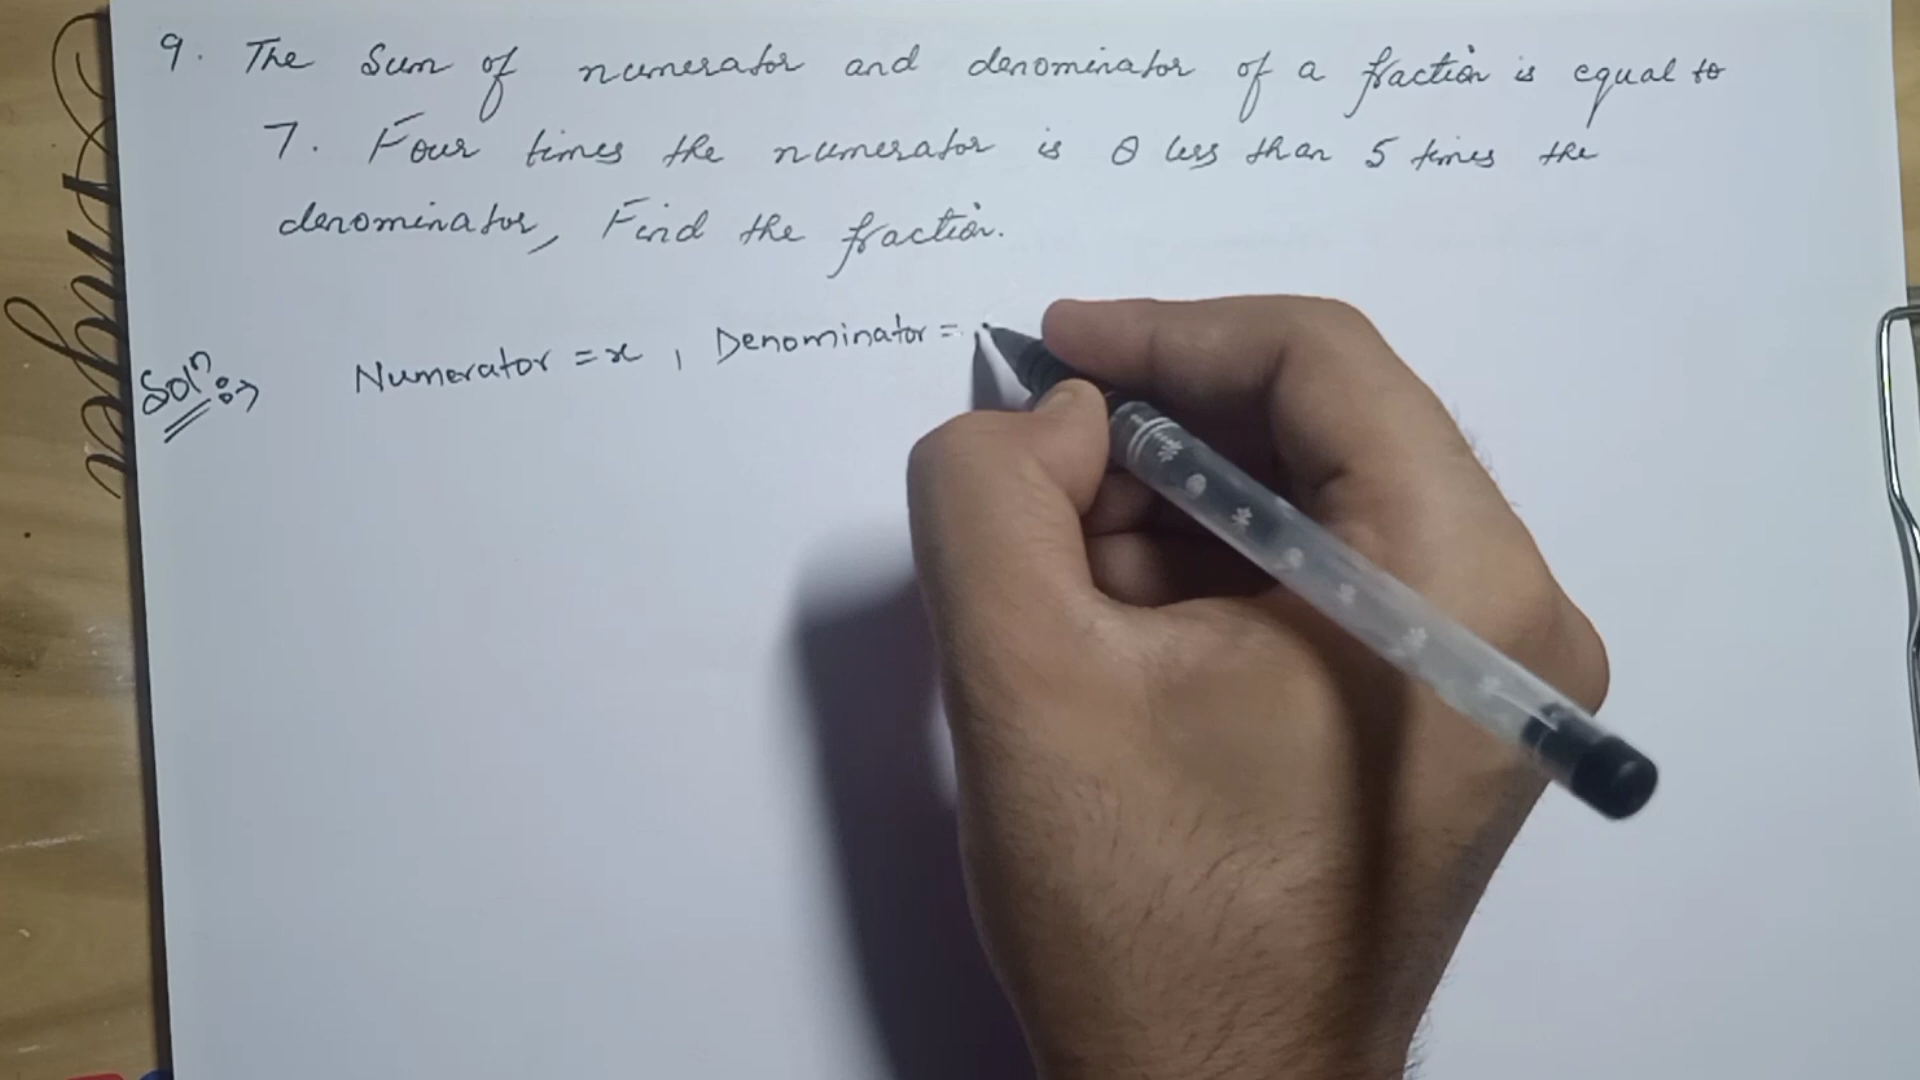 9. The Sum of numerator and denominator of a fraction is equal to
7. Four times the numerator is 8 less than 5 times the
denominator, Find the fraction.
Soln:→ Numerator = x , Denominator =